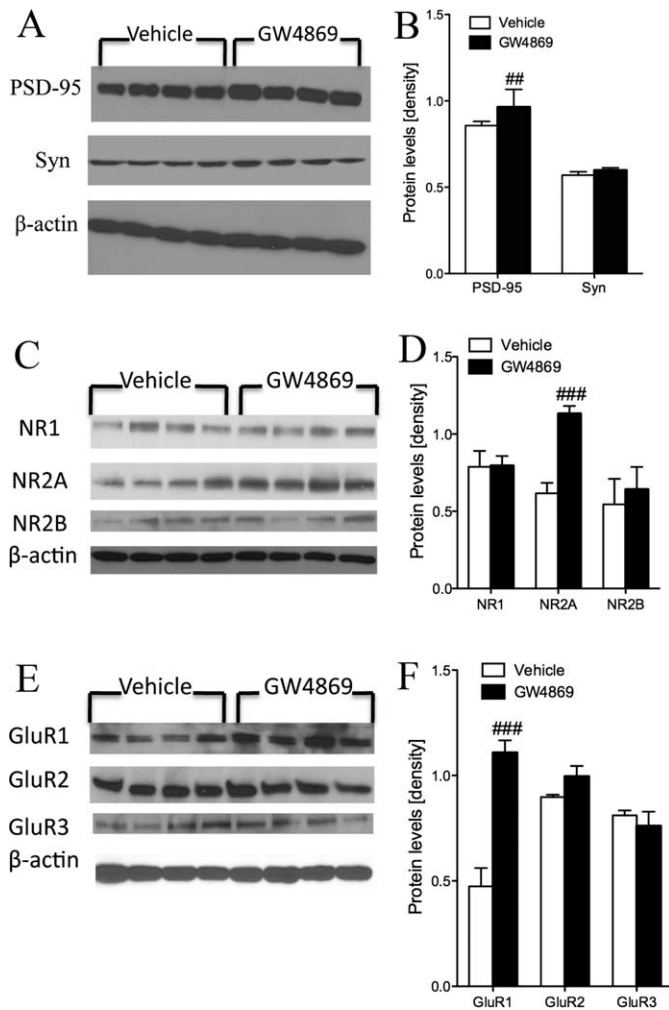 A
Vehicle GW4869
PSD-95
Syn
β-actin
B
Vehicle
GW4869
Protein levels [density]
1.5
1.0
0.5
0.0
##
PSD-95 Syn
C
Vehicle GW4869
NR1
NR2A
NR2B
β-actin
D
Vehicle
GW4869
Protein levels [density]
1.5
1.0
0.5
0.0
###
NR1 NR2A NR2B
E
Vehicle GW4869
GluR1
GluR2
GluR3
β-actin
F
Vehicle
GW4869
Protein levels [density]
1.5
1.0
0.5
0.0
###
GluR1 GluR2 GluR3